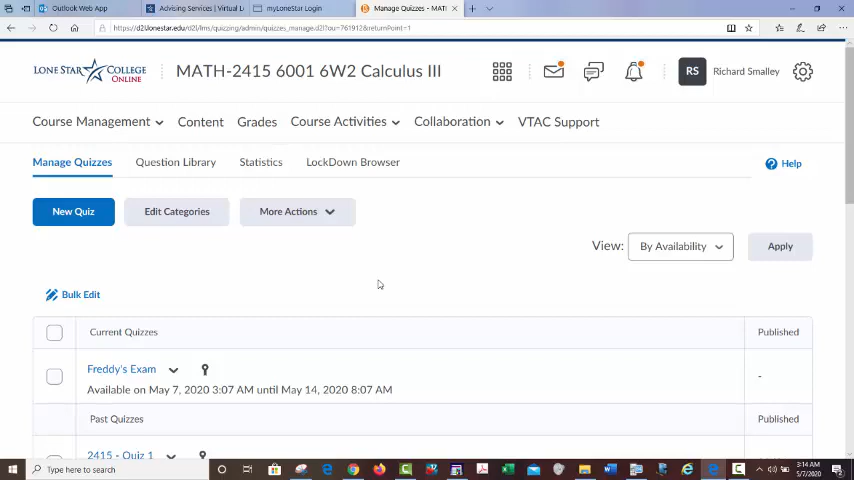 Outlook Web App
Advising Services | Virtual L
myLoneStar Login
Manage Quizzes - MAT
https://d2l.lonestar.edu/d2l/lms/quizzing/admin/quizzes_manage.d2l?ou=761912&returnPoint=1
LONE STAR COLLEGE
ONLINE
MATH-2415 6001 6W2 Calculus III
RS
Richard Smalley
Course Management
Content
Grades
Course Activities
Collaboration
VTAC Support
Manage Quizzes
Question Library
Statistics
LockDown Browser
Help
New Quiz
Edit Categories
More Actions
View:
By Availability
Apply
Bulk Edit
Current Quizzes
Published
Freddy's Exam
-
Available on May 7, 2020 3:07 AM until May 14, 2020 8:07 AM
Past Quizzes
Published
2415 - Quiz 1
Type here to search
3:14 AM
5/7/2020